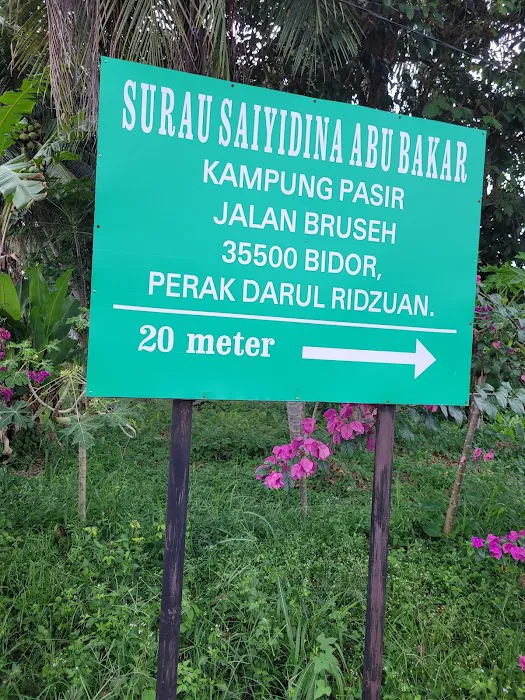 SURAU SAIYIDINA ABU BAKAR
KAMPUNG PASIR
JALAN BRUSEH
35500 BIDOR,
PERAK DARUL RIDZUAN.
20 meter